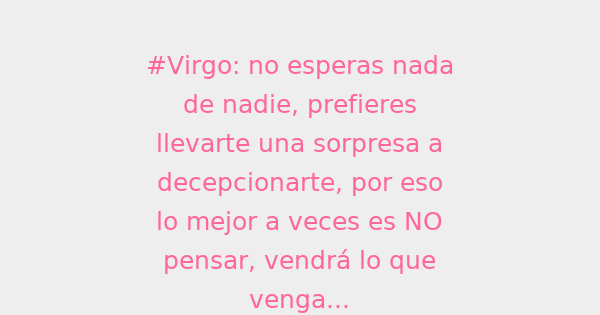 #Virgo: no esperas nada
de nadie, prefieres
llevarte una sorpresa a
decepcionarte, por eso
lo mejor a veces es NO
pensar, vendrá lo que
venga...